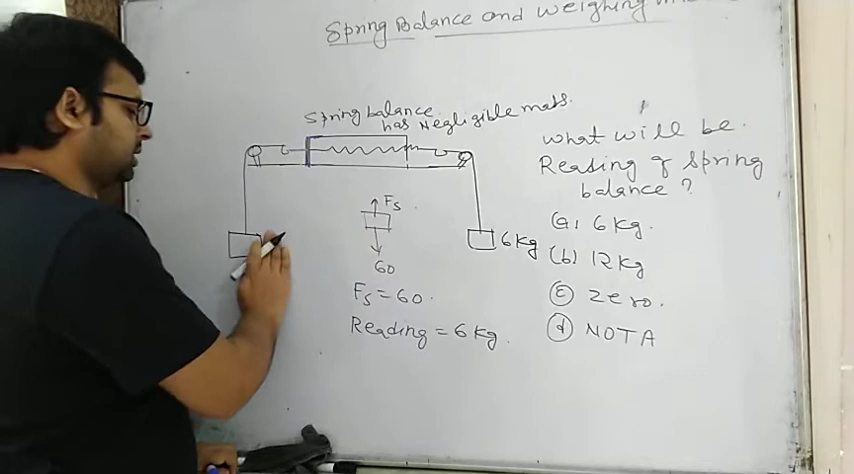 Spring Balance and Weighing
Spring balance
has Negligible mass.
What will be
Reading of Spring
balance ?
(a) 6 kg.
(b) 12 kg
(c) zero.
(d) NOTA
6 kg
Fs
60
Fs = 60.
Reading = 6 kg.